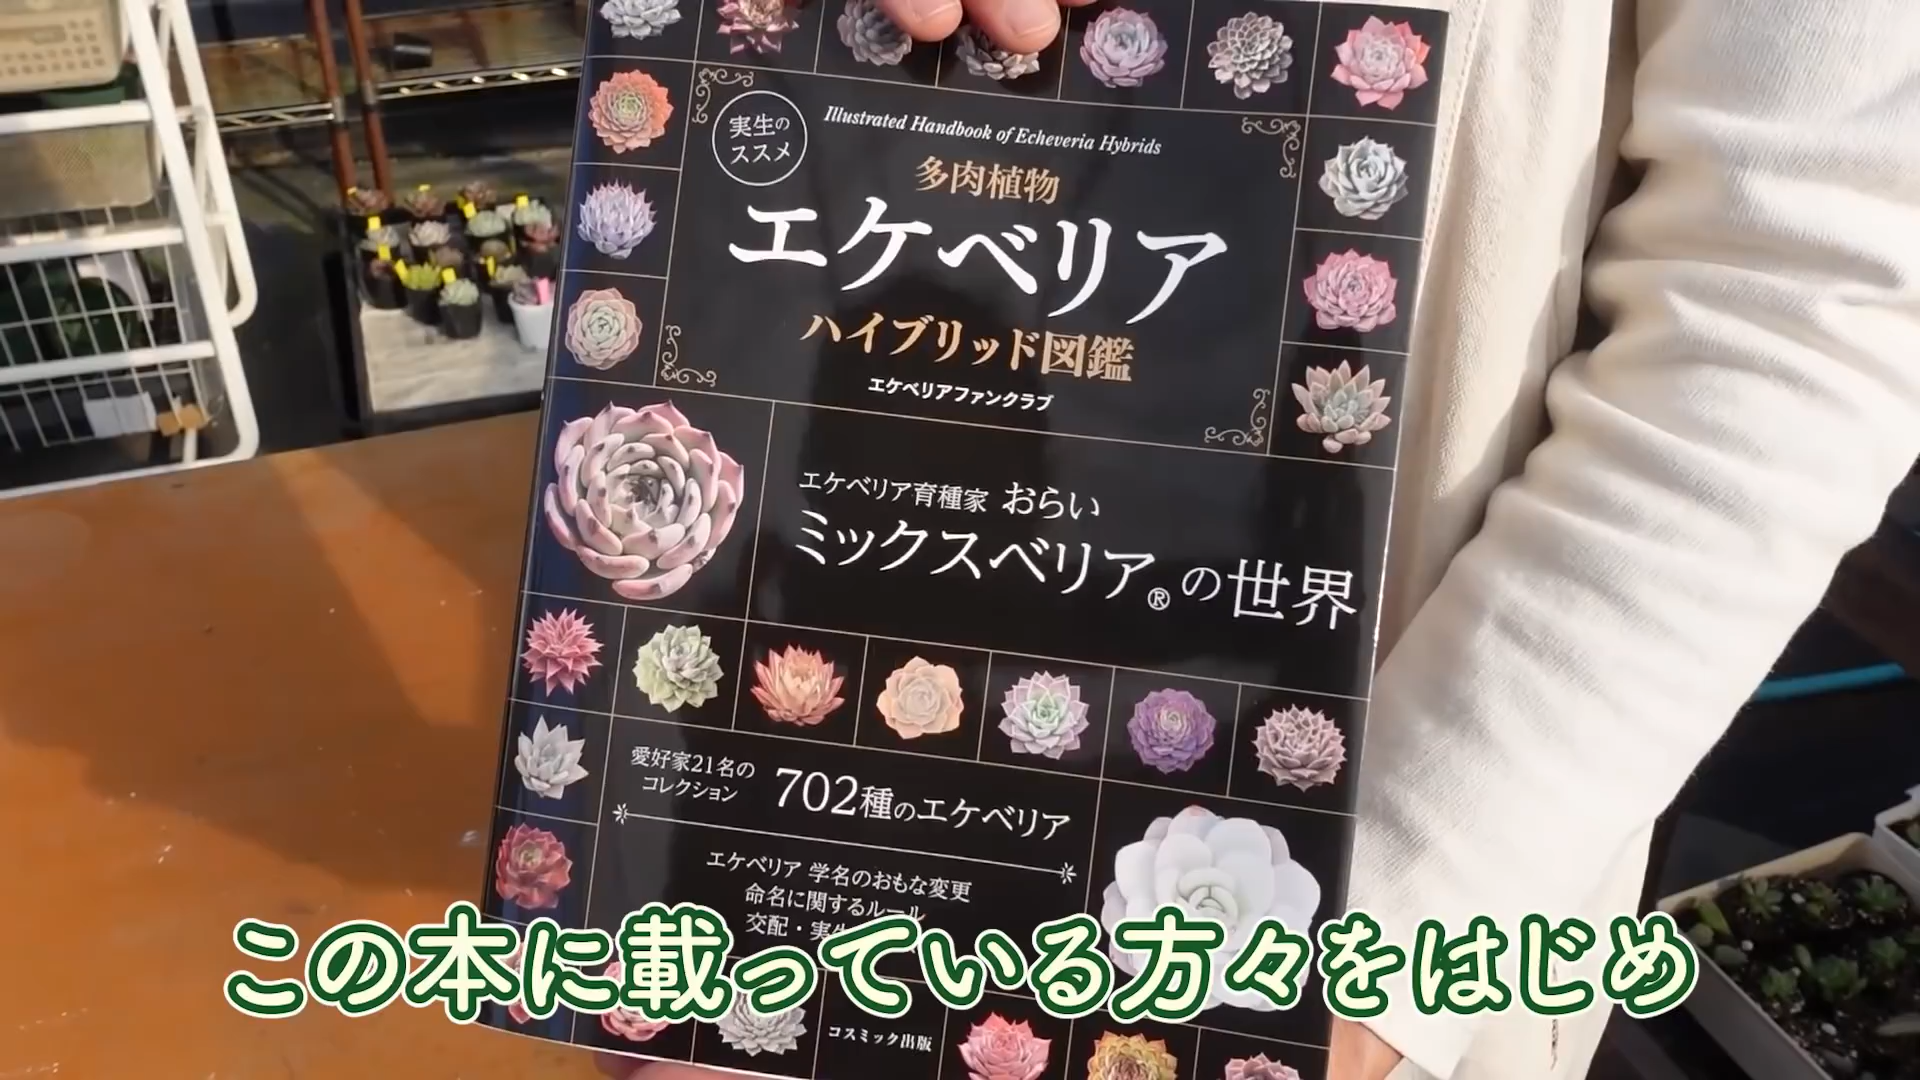 実生の
ススメ
Illustrated Handbook of Echeveria Hybrids
多肉植物
エケベリア
ハイブリッド図鑑
エケベリアファンクラブ
エケベリア育種家 おらい
ミックスベリア®の世界
愛好家21名の
コレクション
702種のエケベリア
エケベリア 学名のおもな変更
命名に関するルール
交配・実生
この本に載っている方々をはじめ
コスミック出版